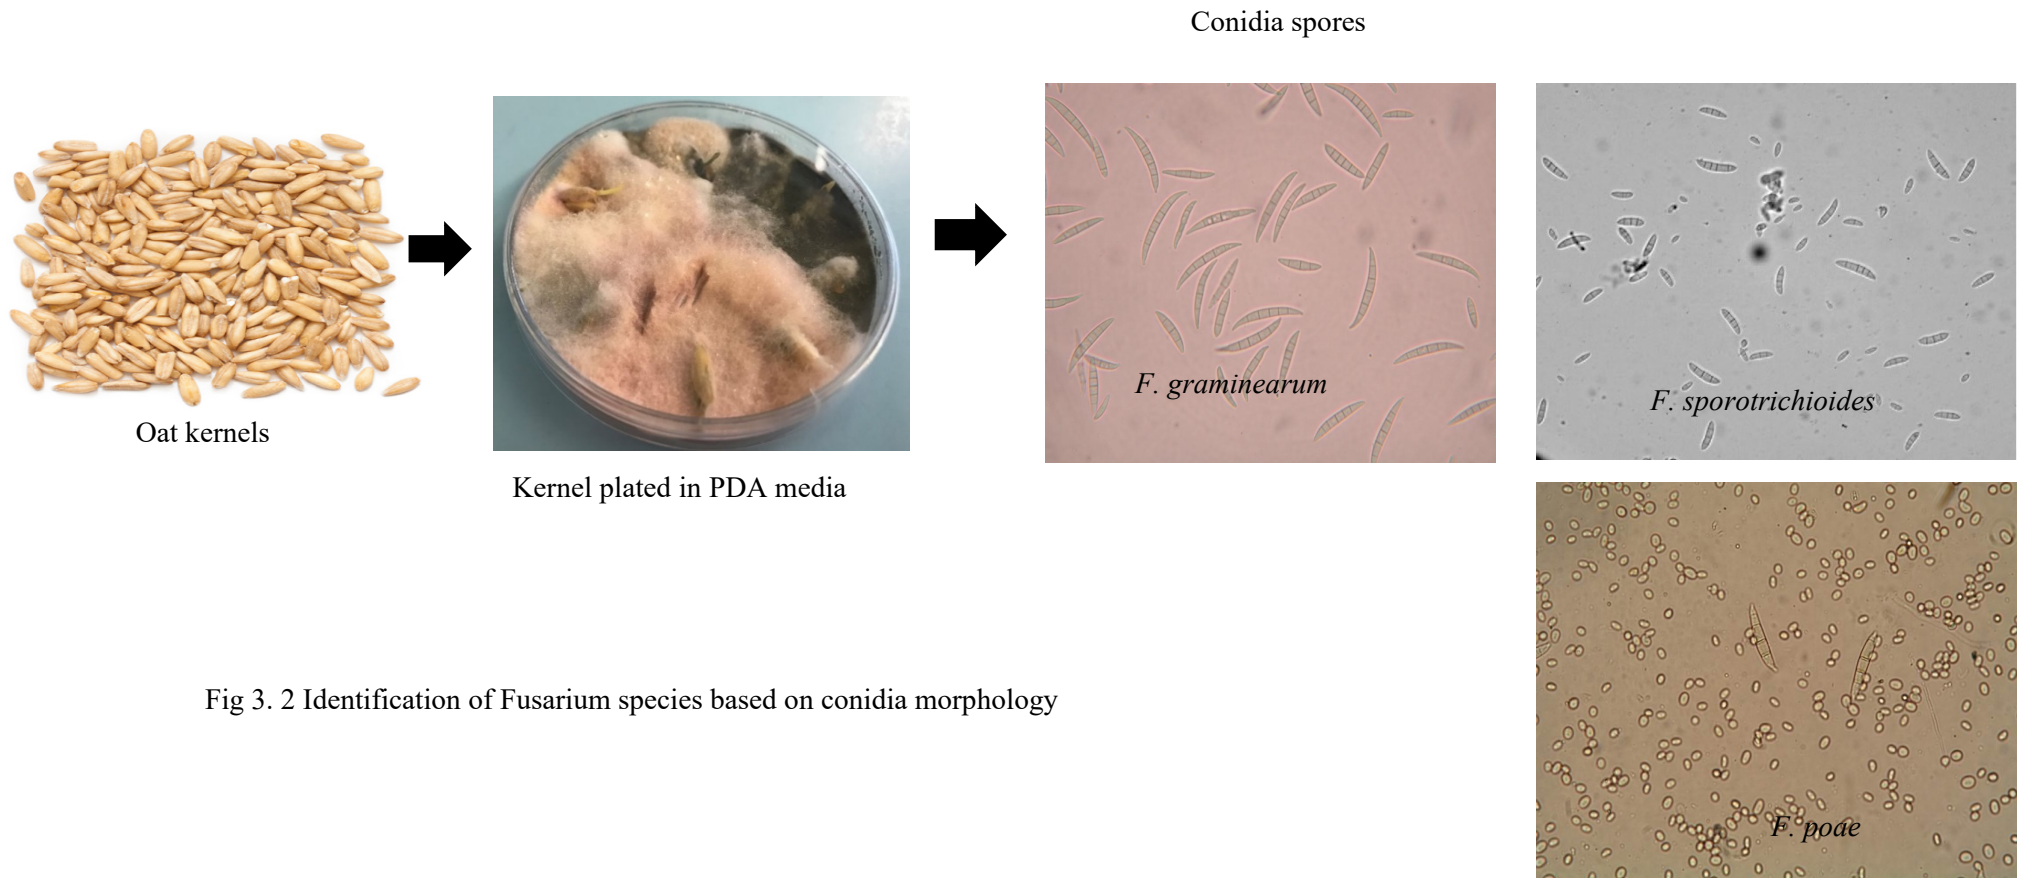 Conidia spores
Oat kernels
Kernel plated in PDA media
F. graminearum
F. sporotrichioides
F. poae
Fig 3. 2 Identification of Fusarium species based on conidia morphology